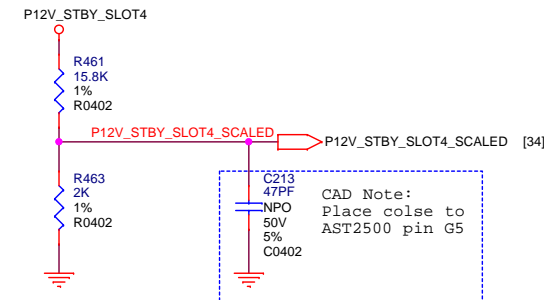 P12V_STBY_SLOT4
R461
15.8K
1%
R0402
P12V_STBY_SLOT4_SCALED
P12V_STBY_SLOT4_SCALED [34]
R463
2K
1%
R0402
C213
47PF
NPO
50V
5%
C0402
CAD Note:
Place colse to
AST2500 pin G5